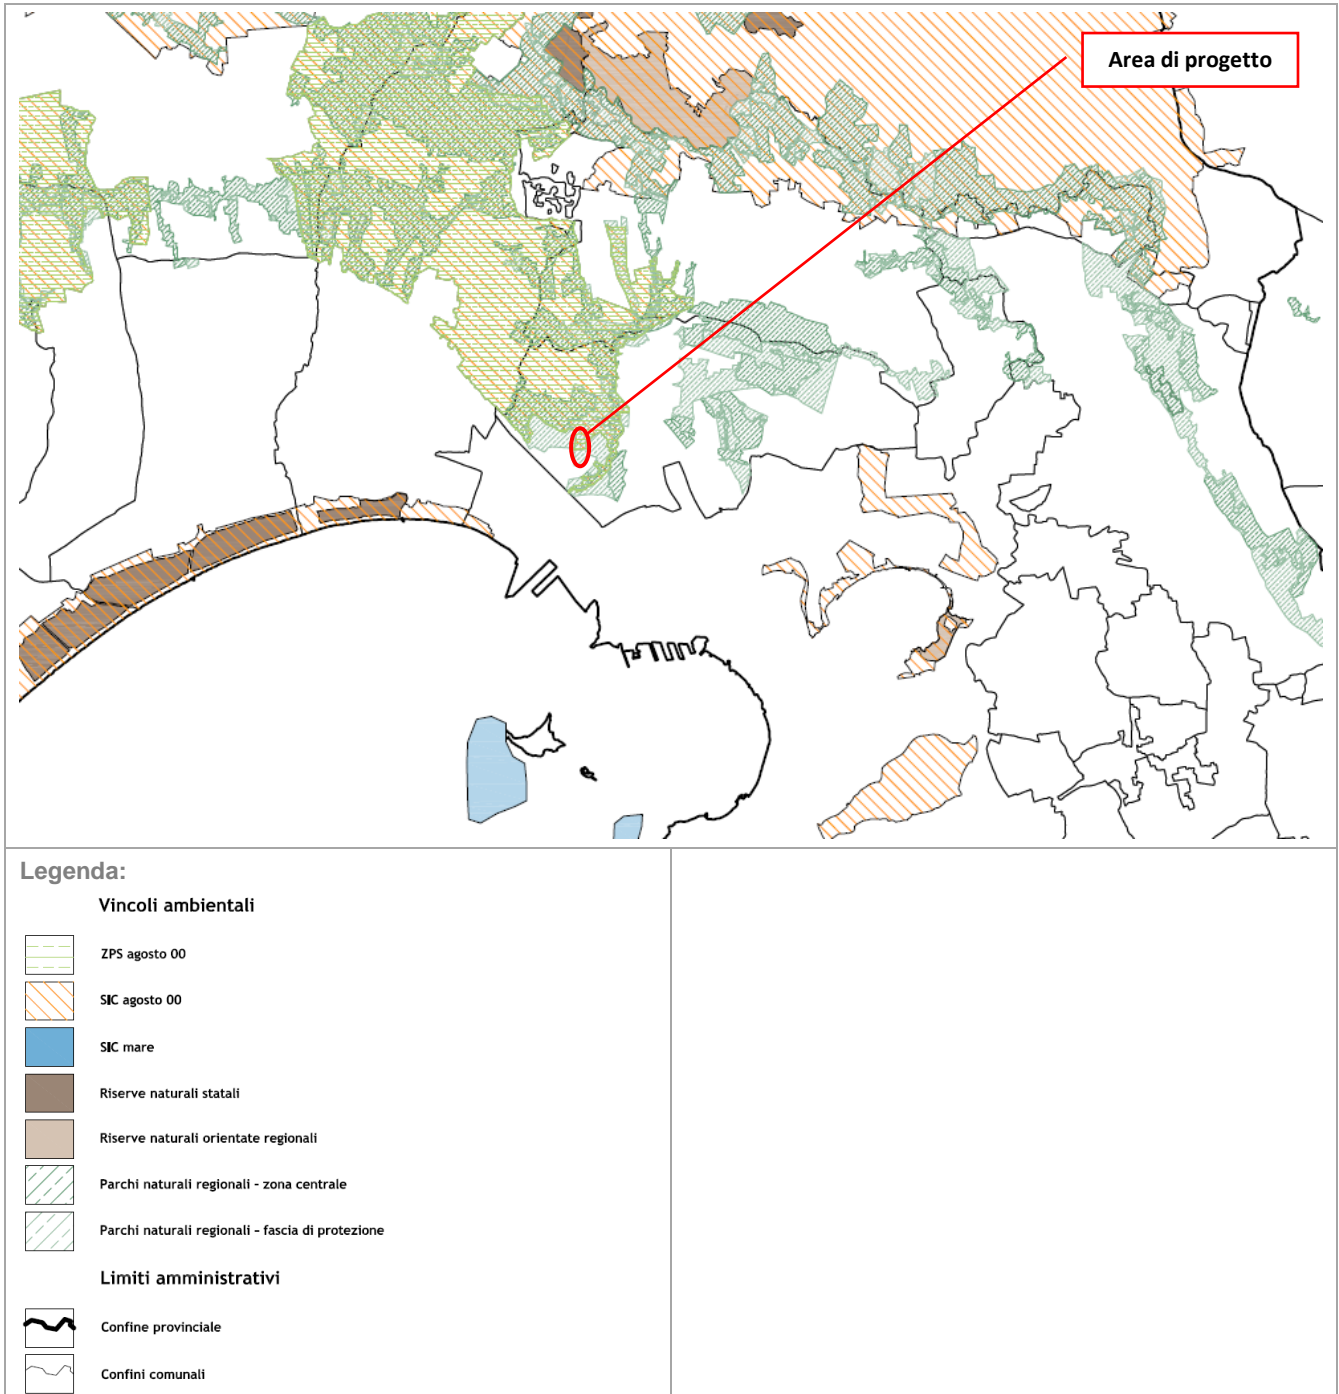 Area di progetto
Legenda:
Vincoli ambientali
ZPS agosto 00
SIC agosto 00
SIC mare
Riserve naturali statali
Riserve naturali orientate regionali
Parchi naturali regionali - zona centrale
Parchi naturali regionali - fascia di protezione
Limiti amministrativi
Confine provinciale
Confini comunali